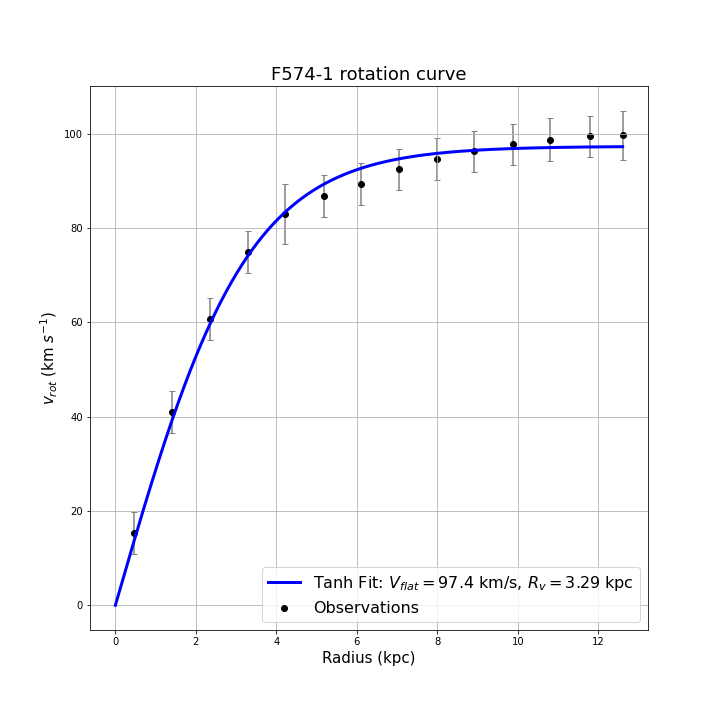 F574-1 rotation curve
100
80
60
40
20
0
v_rot (km s⁻¹)
Tanh Fit: V_flat = 97.4 km/s, R_v = 3.29 kpc
Observations
0 2 4 6 8 10 12
Radius (kpc)